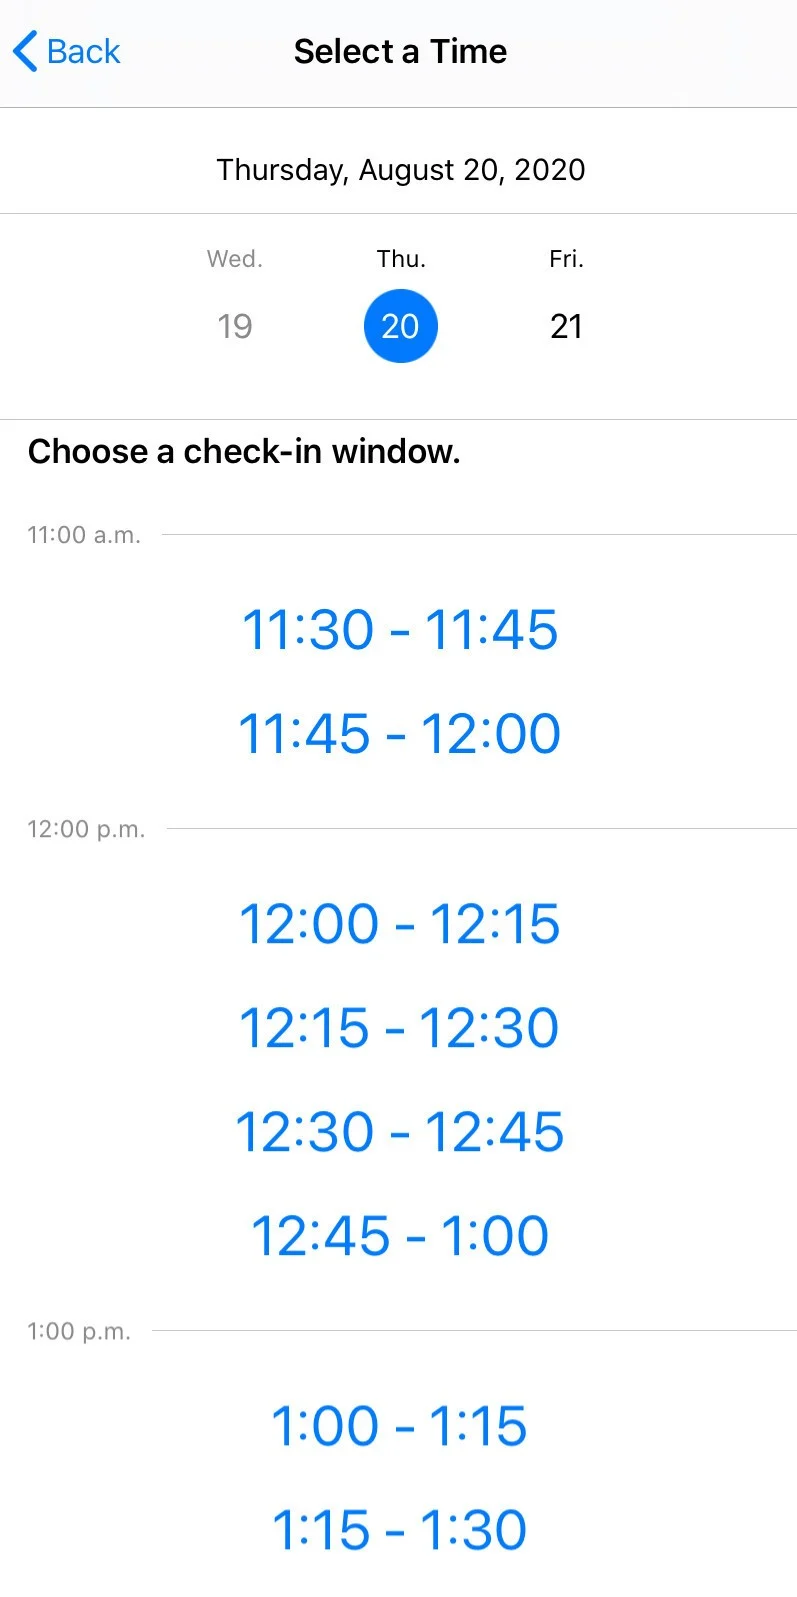 Back Select a Time
Thursday, August 20, 2020
Wed. Thu. Fri.
19 20 21
Choose a check-in window.
11:00 a.m.
11:30 - 11:45
11:45 - 12:00
12:00 p.m.
12:00 - 12:15
12:15 - 12:30
12:30 - 12:45
12:45 - 1:00
1:00 p.m.
1:00 - 1:15
1:15 - 1:30